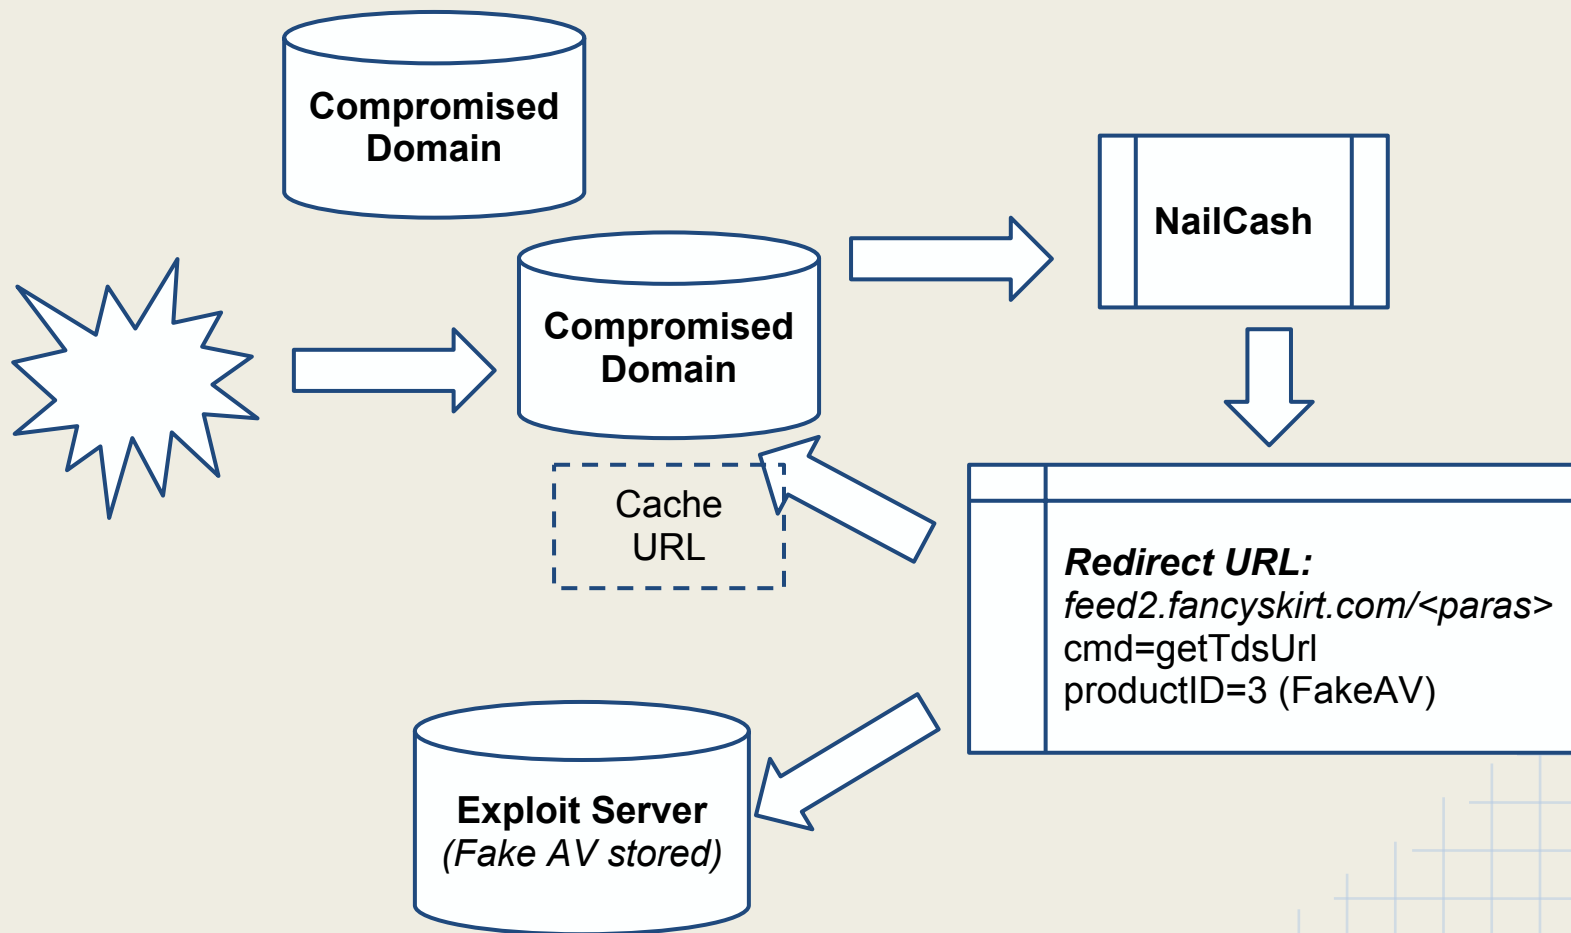 Compromised
Domain
Compromised
Domain
NailCash
Cache
URL
Redirect URL:
feed2.fancyskirt.com/<paras>
cmd=getTdsUrl
productID=3 (FakeAV)
Exploit Server
(Fake AV stored)